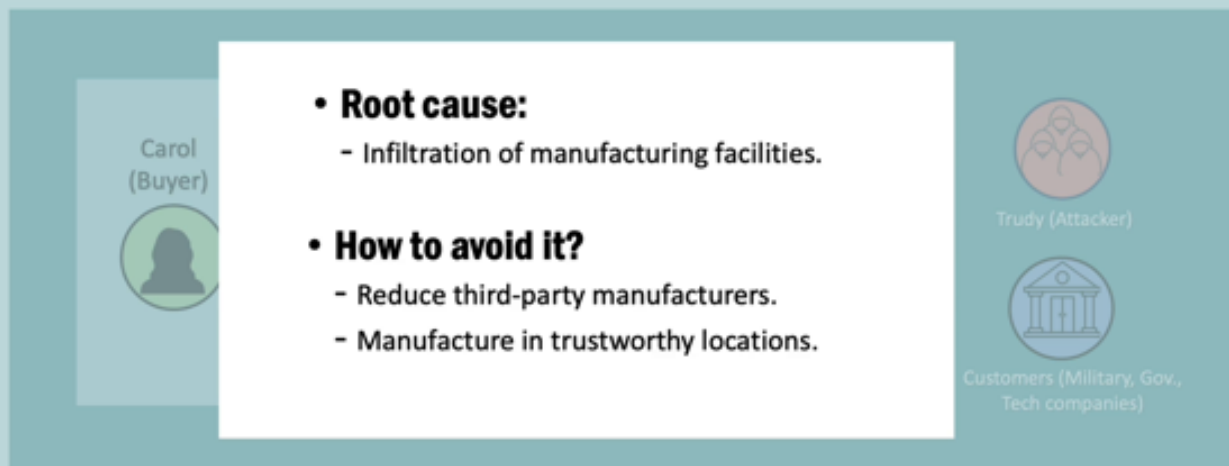 Carol
(Buyer)
• Root cause:
- Infiltration of manufacturing facilities.
• How to avoid it?
- Reduce third-party manufacturers.
- Manufacture in trustworthy locations.
Trudy (Attacker)
Customers (Military, Gov.,
Tech companies)